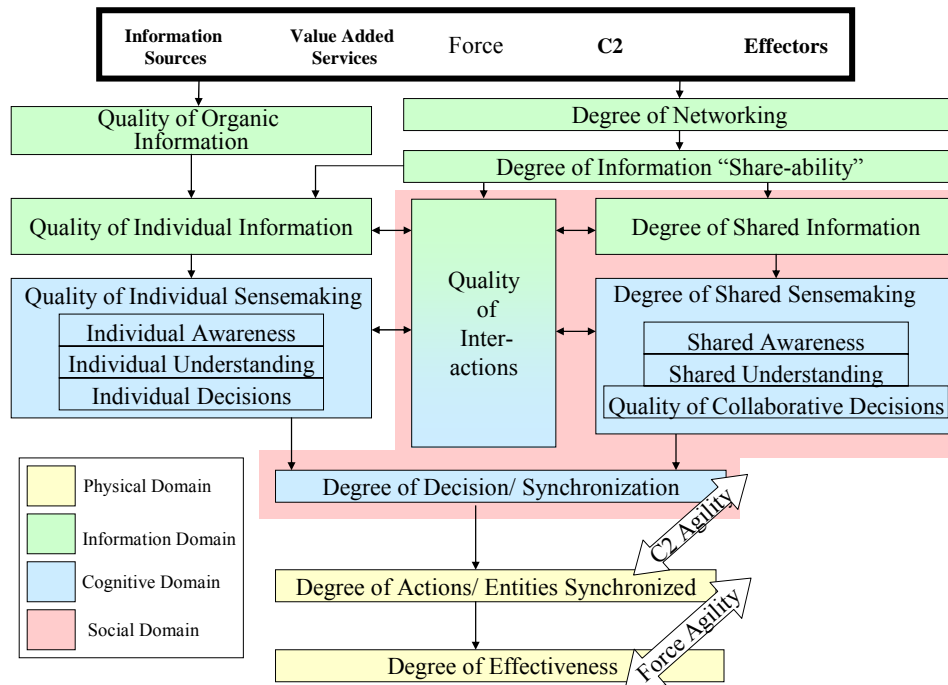 Information
Sources
Value Added
Services
Force
C2
Effectors
Quality of Organic
Information
Degree of Networking
Degree of Information “Share-ability”
Quality of Individual Information
Degree of Shared Information
Quality of Individual Sensemaking
Individual Awareness
Individual Understanding
Individual Decisions
Quality
of
Inter-
actions
Degree of Shared Sensemaking
Shared Awareness
Shared Understanding
Quality of Collaborative Decisions
Degree of Decision/ Synchronization
C2 Agility
Degree of Actions/ Entities Synchronized
Force Agility
Degree of Effectiveness
Physical Domain
Information Domain
Cognitive Domain
Social Domain